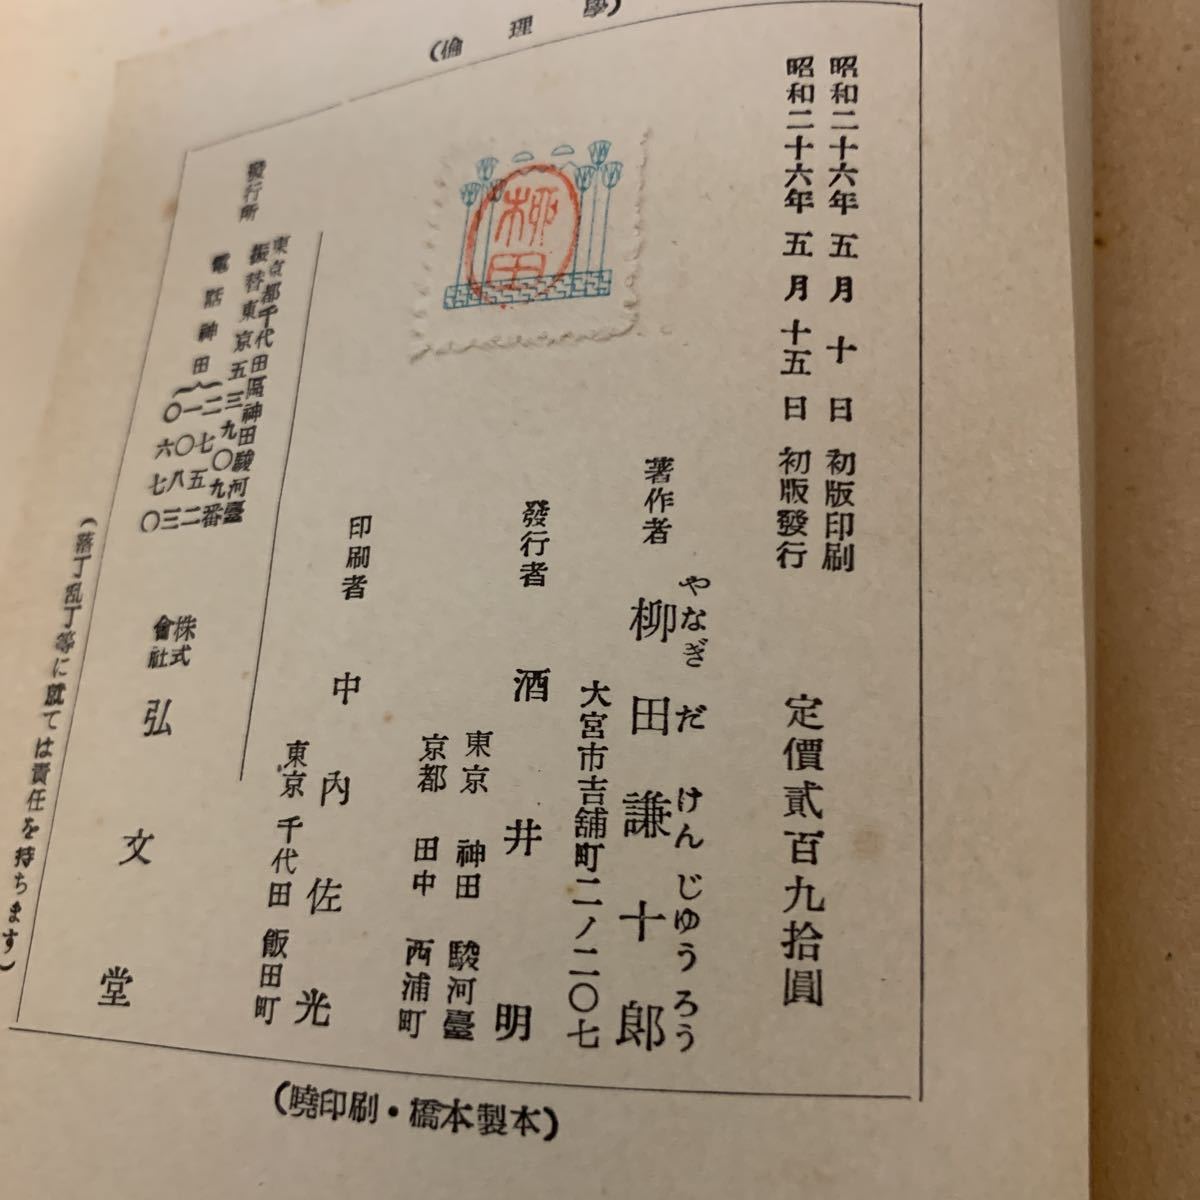 (倫理學)
昭和二十六年五月十日初版印刷
昭和二十六年五月十五日初版發行
定價貳百九拾圓
やなぎだけんじゆうろう
著作者 柳田謙十郎
大宮市吉舗町二ノ二〇七
柳田
發行者 酒井明
東京 神田 駿河臺
京都 田中 西浦町
印刷者 中內佐光
東京 千代田 飯田町
東京都千代田區神田駿河臺
發行所 振替東京五三九〇九番
電話神田
二七五二
一〇八三
〇六七〇
株式會社 弘文堂
(落丁乱丁等に就ては責任を持ちます)
(曉印刷・橋本製本)